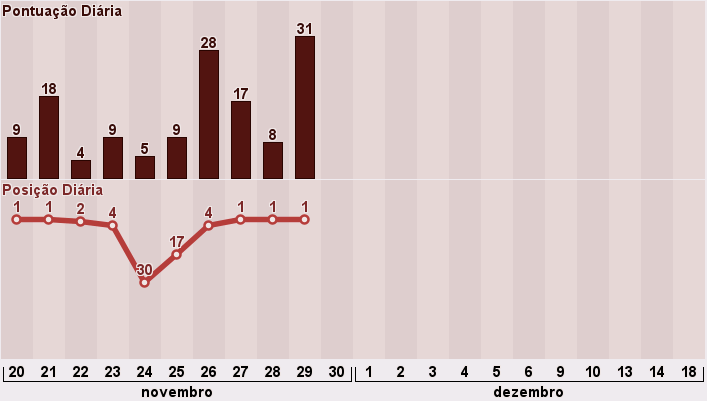 Pontuação Diária
9 18 4 9 5 9 28 17 8 31
Posição Diária
1 1 2 4 30 17 4 1 1 1
20 21 22 23 24 25 26 27 28 29 30 1 2 3 4 5 6 9 10 13 14 18
novembro dezembro